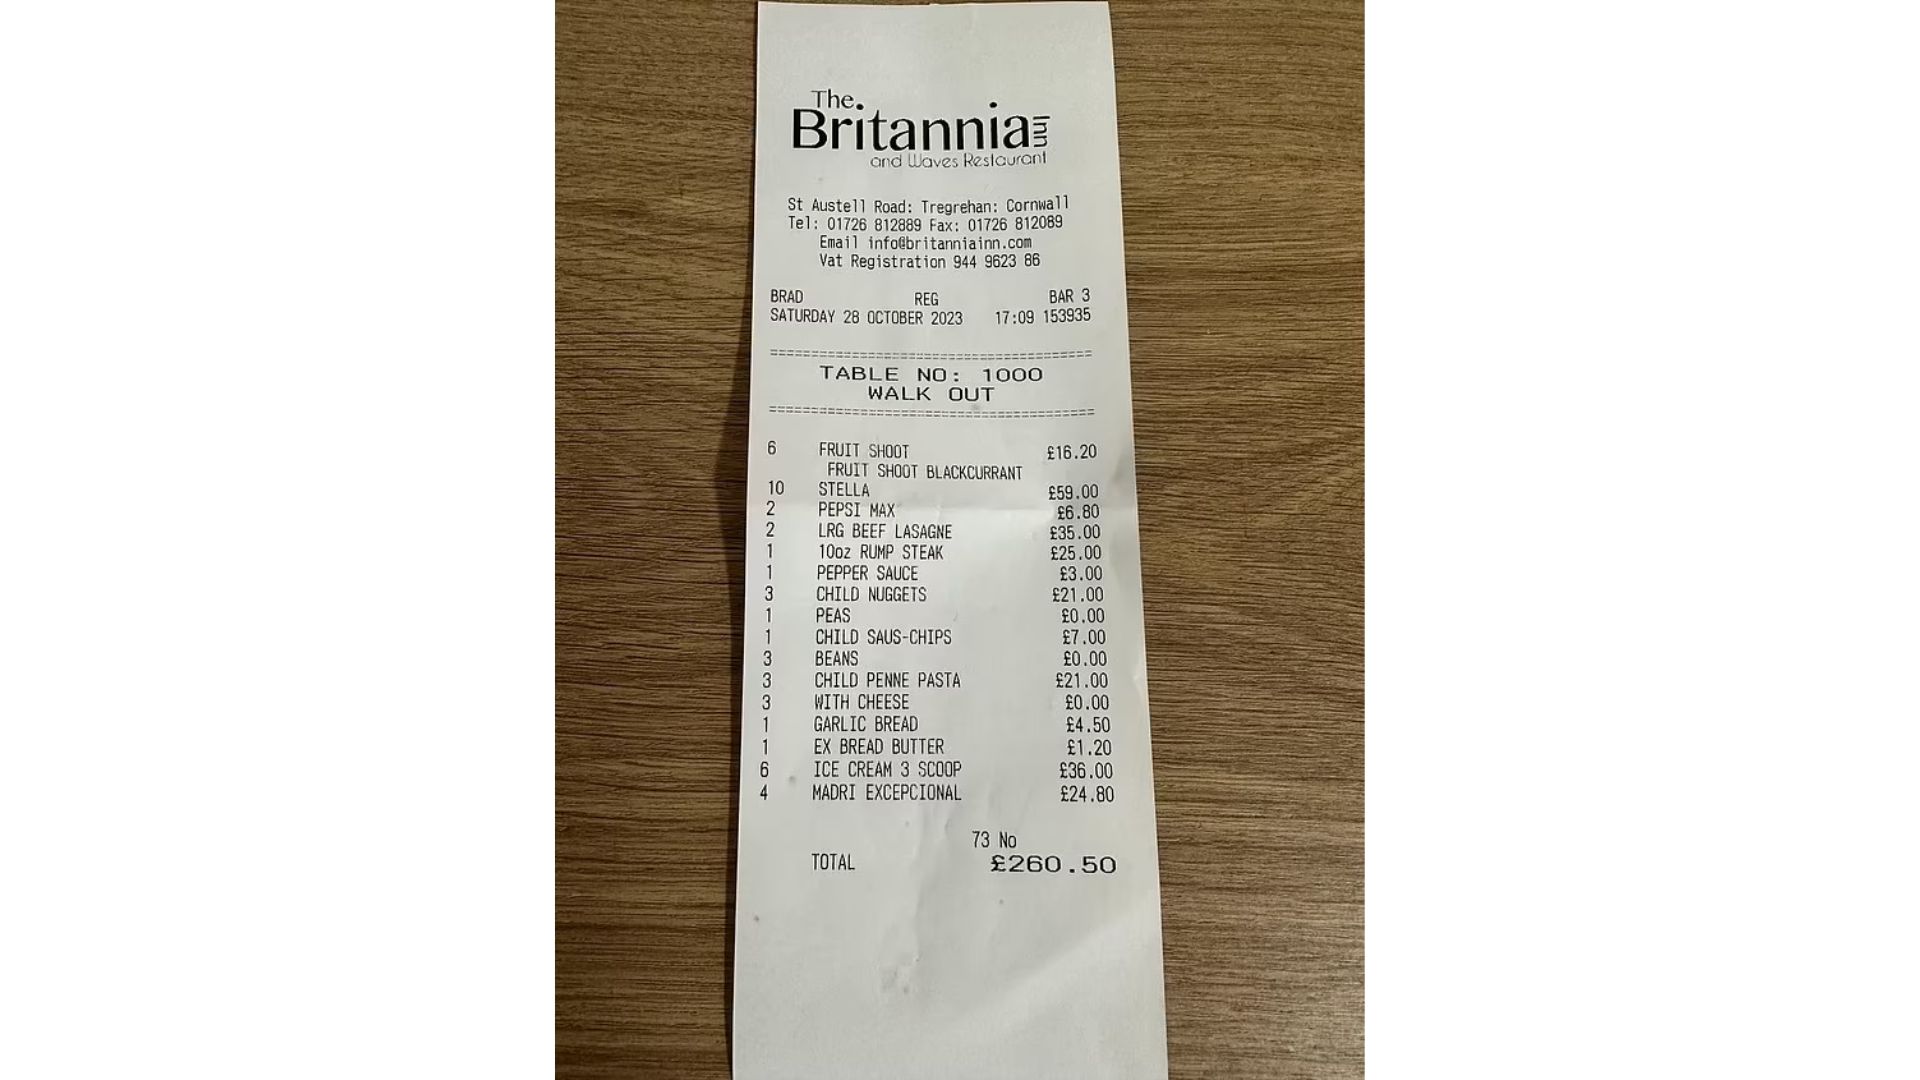 The
Britannia Inn
and Waves Restaurant
St Austell Road: Tregrehan: Cornwall
Tel: 01726 812889 Fax: 01726 812089
Email info@britanniainn.com
Vat Registration 944 9623 86
BRAD REG BAR 3
SATURDAY 28 OCTOBER 2023 17:09 153935
========================================
TABLE NO: 1000
WALK OUT
========================================
6 FRUIT SHOOT £16.20
FRUIT SHOOT BLACKCURRANT
10 STELLA £59.00
2 PEPSI MAX £6.80
2 LRG BEEF LASAGNE £35.00
1 10oz RUMP STEAK £25.00
1 PEPPER SAUCE £3.00
3 CHILD NUGGETS £21.00
1 PEAS £0.00
1 CHILD SAUS-CHIPS £7.00
3 BEANS £0.00
3 CHILD PENNE PASTA £21.00
3 WITH CHEESE £0.00
1 GARLIC BREAD £4.50
1 EX BREAD BUTTER £1.20
6 ICE CREAM 3 SCOOP £36.00
4 MADRI EXCEPCIONAL £24.80
73 No
TOTAL £260.50